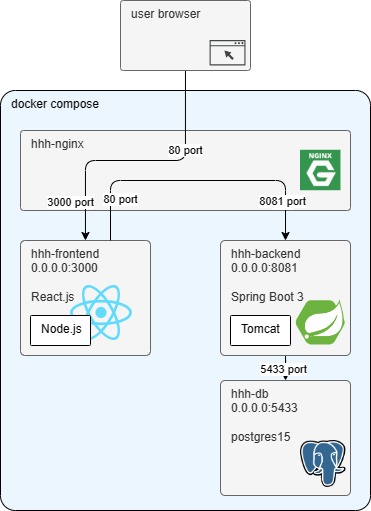 user browser
docker compose
hhh-nginx
NGINX
G
80 port
3000 port
80 port
8081 port
hhh-frontend
0.0.0.0:3000
React.js
Node.js
hhh-backend
0.0.0.0:8081
Spring Boot 3
Tomcat
5433 port
hhh-db
0.0.0.0:5433
postgres15